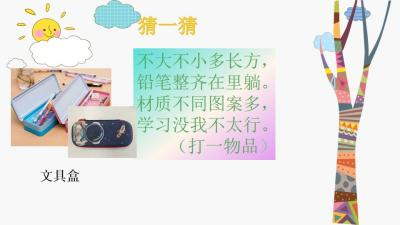 猜一猜
不大不小多长方，
铅笔整齐在里躺。
材质不同图案多，
学习没我不太行。
（打一物品）
文具盒